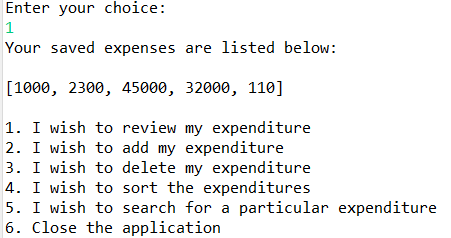 Enter your choice:
1
Your saved expenses are listed below:
[1000, 2300, 45000, 32000, 110]
1. I wish to review my expenditure
2. I wish to add my expenditure
3. I wish to delete my expenditure
4. I wish to sort the expenditures
5. I wish to search for a particular expenditure
6. Close the application